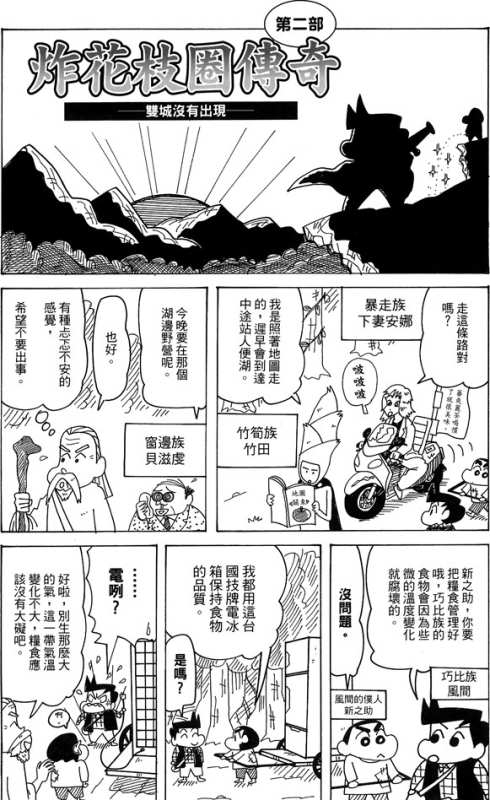 第二部
炸花枝圈傳奇
——雙城沒有出現——
走這條路對
嗎?
暴走族
下妻安娜
噗噗噗
我是照著地圖走
的,遲早會到達
中途站人便湖。
竹筍族
竹田
地圖
今晚要在那個
湖邊野營呢。
也好。
有種忐忑不安的
感覺,
希望不要出事。
窗邊族
新之助,你要
把糧食管理好
哦,巧比族的
食物會因為些
微的溫度變化
就腐壞的。
沒問題。
巧比族
風間
風間的僕人
新之助
我都用這台
國技牌電冰
箱保持食物
的品質。
是嗎?
………
電咧?
好啦,別生那麼大
的氣,這一帶氣溫
變化不大,糧食應
該沒有大礙吧。